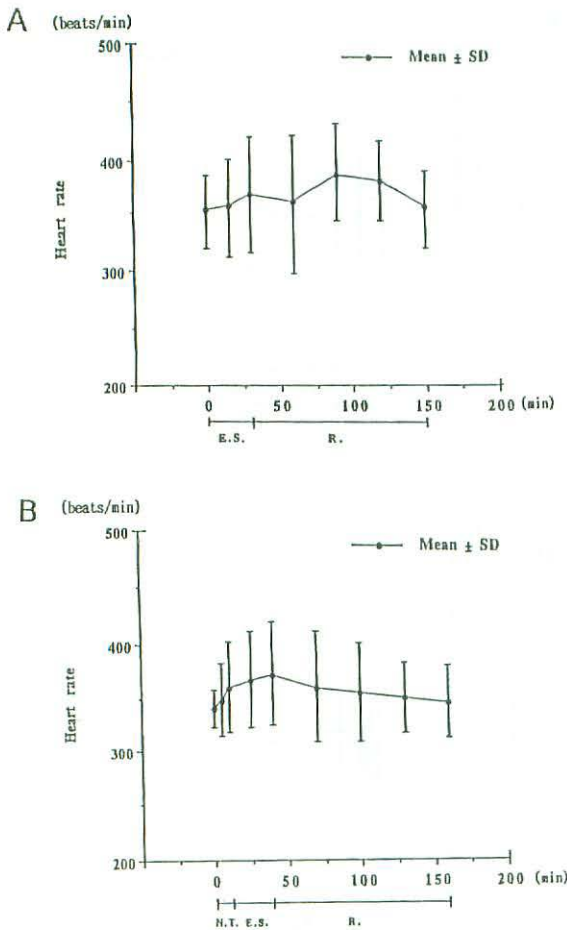 A (beats/min)
500
Mean ± SD
400
Heart rate
300
200
0 50 100 150 200 (min)
E.S. R.
B (beats/min)
500
Mean ± SD
400
Heart rate
300
200
0 50 100 150 200 (min)
N.T. E.S. R.